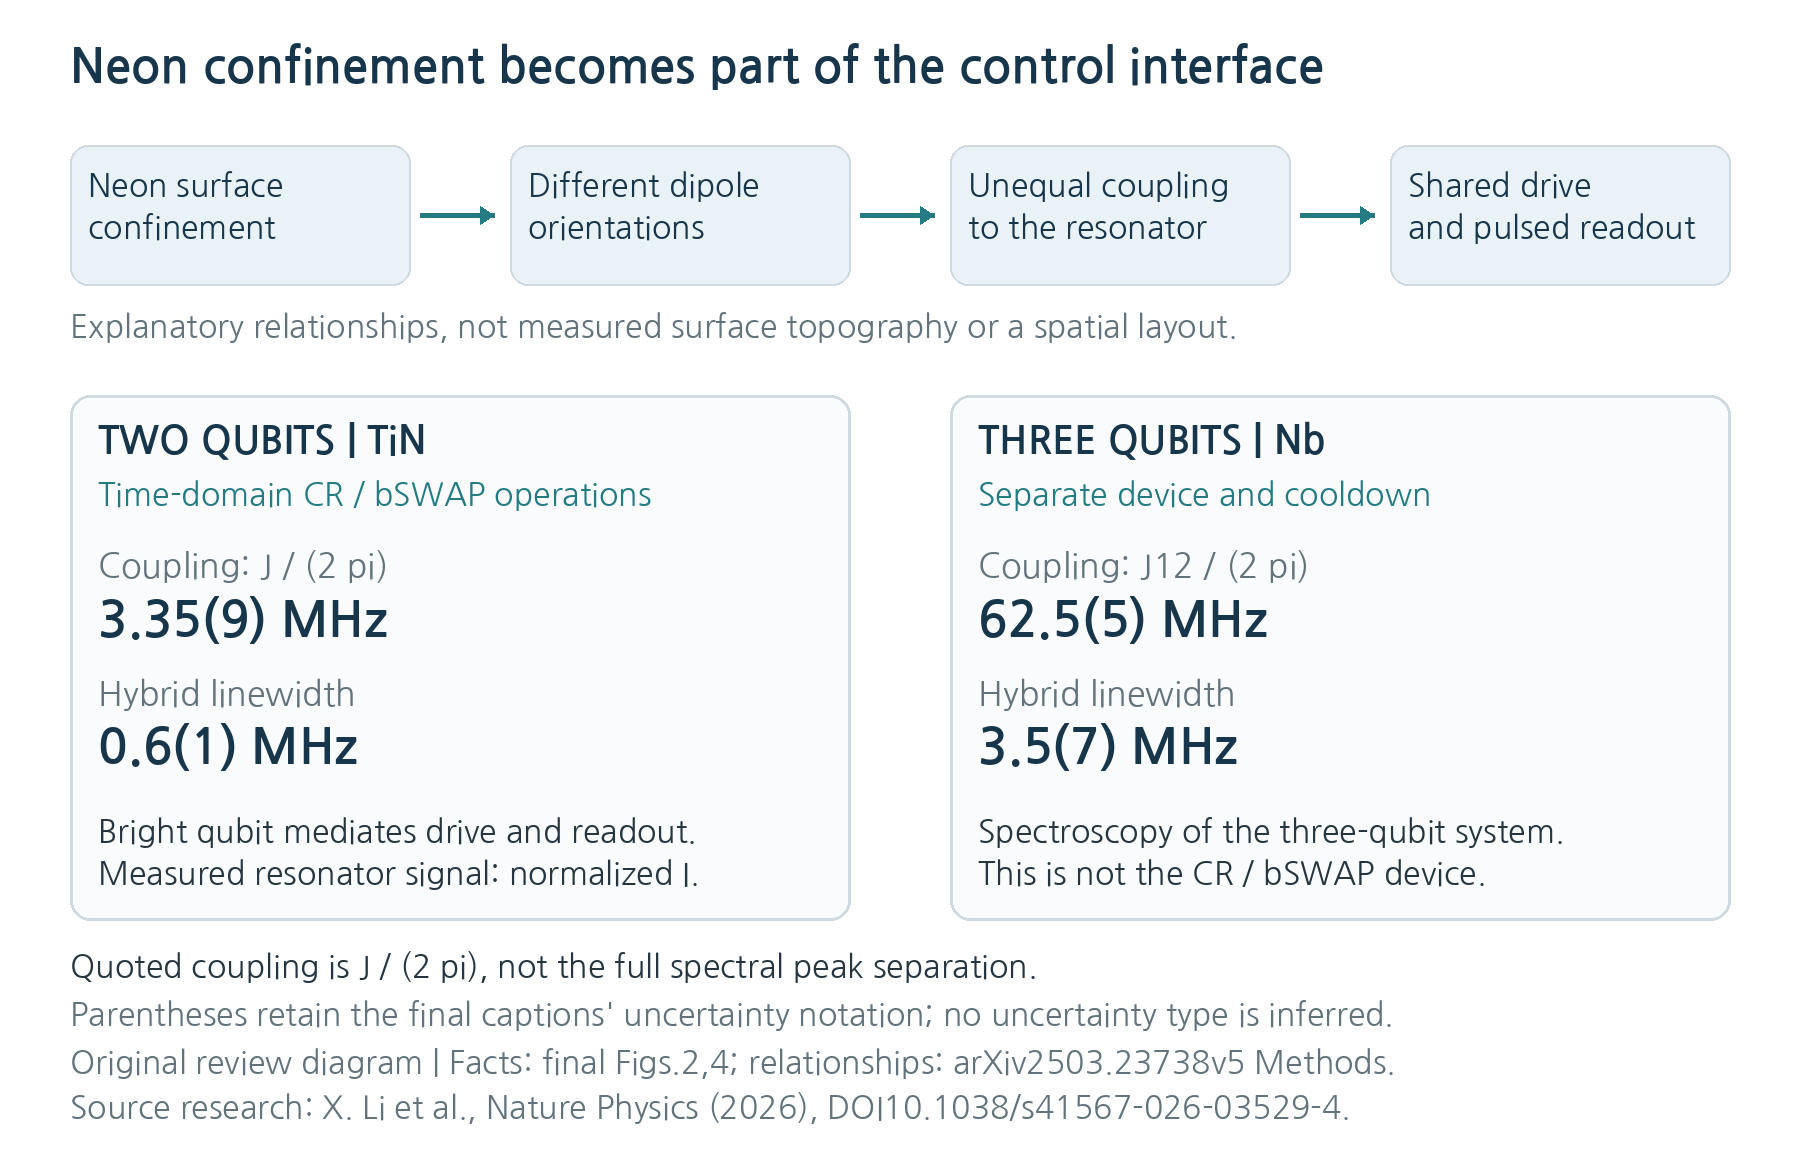 Neon confinement becomes part of the control interface
Neon surface
confinement
Different dipole
orientations
Unequal coupling
to the resonator
Shared drive
and pulsed readout
Explanatory relationships, not measured surface topography or a spatial layout.
TWO QUBITS | TiN
Time-domain CR / bSWAP operations
Coupling: J / (2 pi)
3.35(9) MHz
Hybrid linewidth
0.6(1) MHz
Bright qubit mediates drive and readout.
Measured resonator signal: normalized I.
THREE QUBITS | Nb
Separate device and cooldown
Coupling: J12 / (2 pi)
62.5(5) MHz
Hybrid linewidth
3.5(7) MHz
Spectroscopy of the three-qubit system.
This is not the CR / bSWAP device.
Quoted coupling is J / (2 pi), not the full spectral peak separation.
Parentheses retain the final captions' uncertainty notation; no uncertainty type is inferred.
Original review diagram | Facts: final Figs.2,4; relationships: arXiv2503.23738v5 Methods.
Source research: X. Li et al., Nature Physics (2026), DOI10.1038/s41567-026-03529-4.